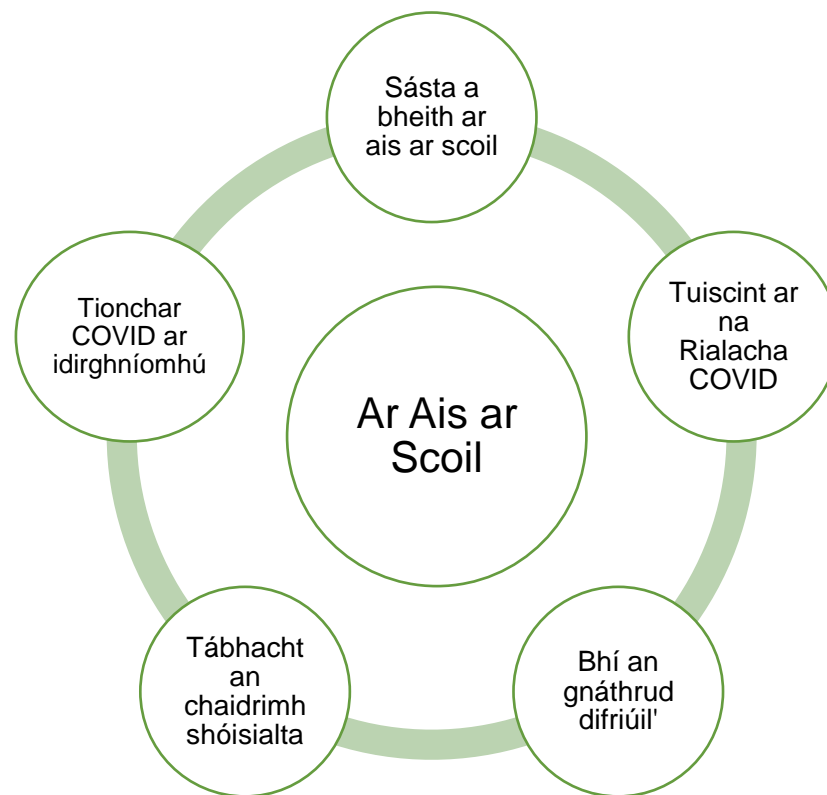 Sásta a
bheith ar
ais ar scoil
Tuiscint ar
na
Rialacha
COVID
Bhí an
gnáthrud
difriúil'
Tábhacht
an
chaidrimh
shóisialta
Tionchar
COVID ar
idirghníomhú
Ar Ais ar
Scoil